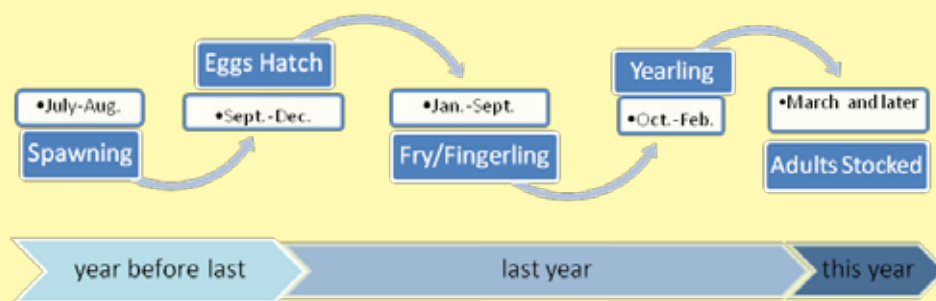 •July-Aug.
Spawning
Eggs Hatch
•Sept.-Dec.
•Jan.-Sept.
Fry/Fingerling
Yearling
•Oct.-Feb.
•March and later
Adults Stocked
year before last
last year
this year